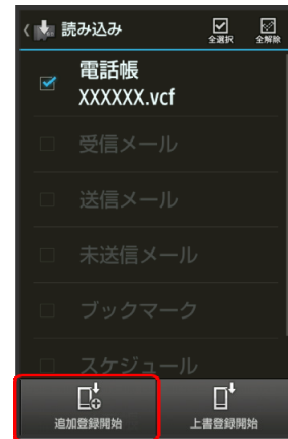 読み込み
全選択
全解除
電話帳
XXXXXX.vcf
受信メール
送信メール
未送信メール
ブックマーク
スケジュール
追加登録開始
上書登録開始